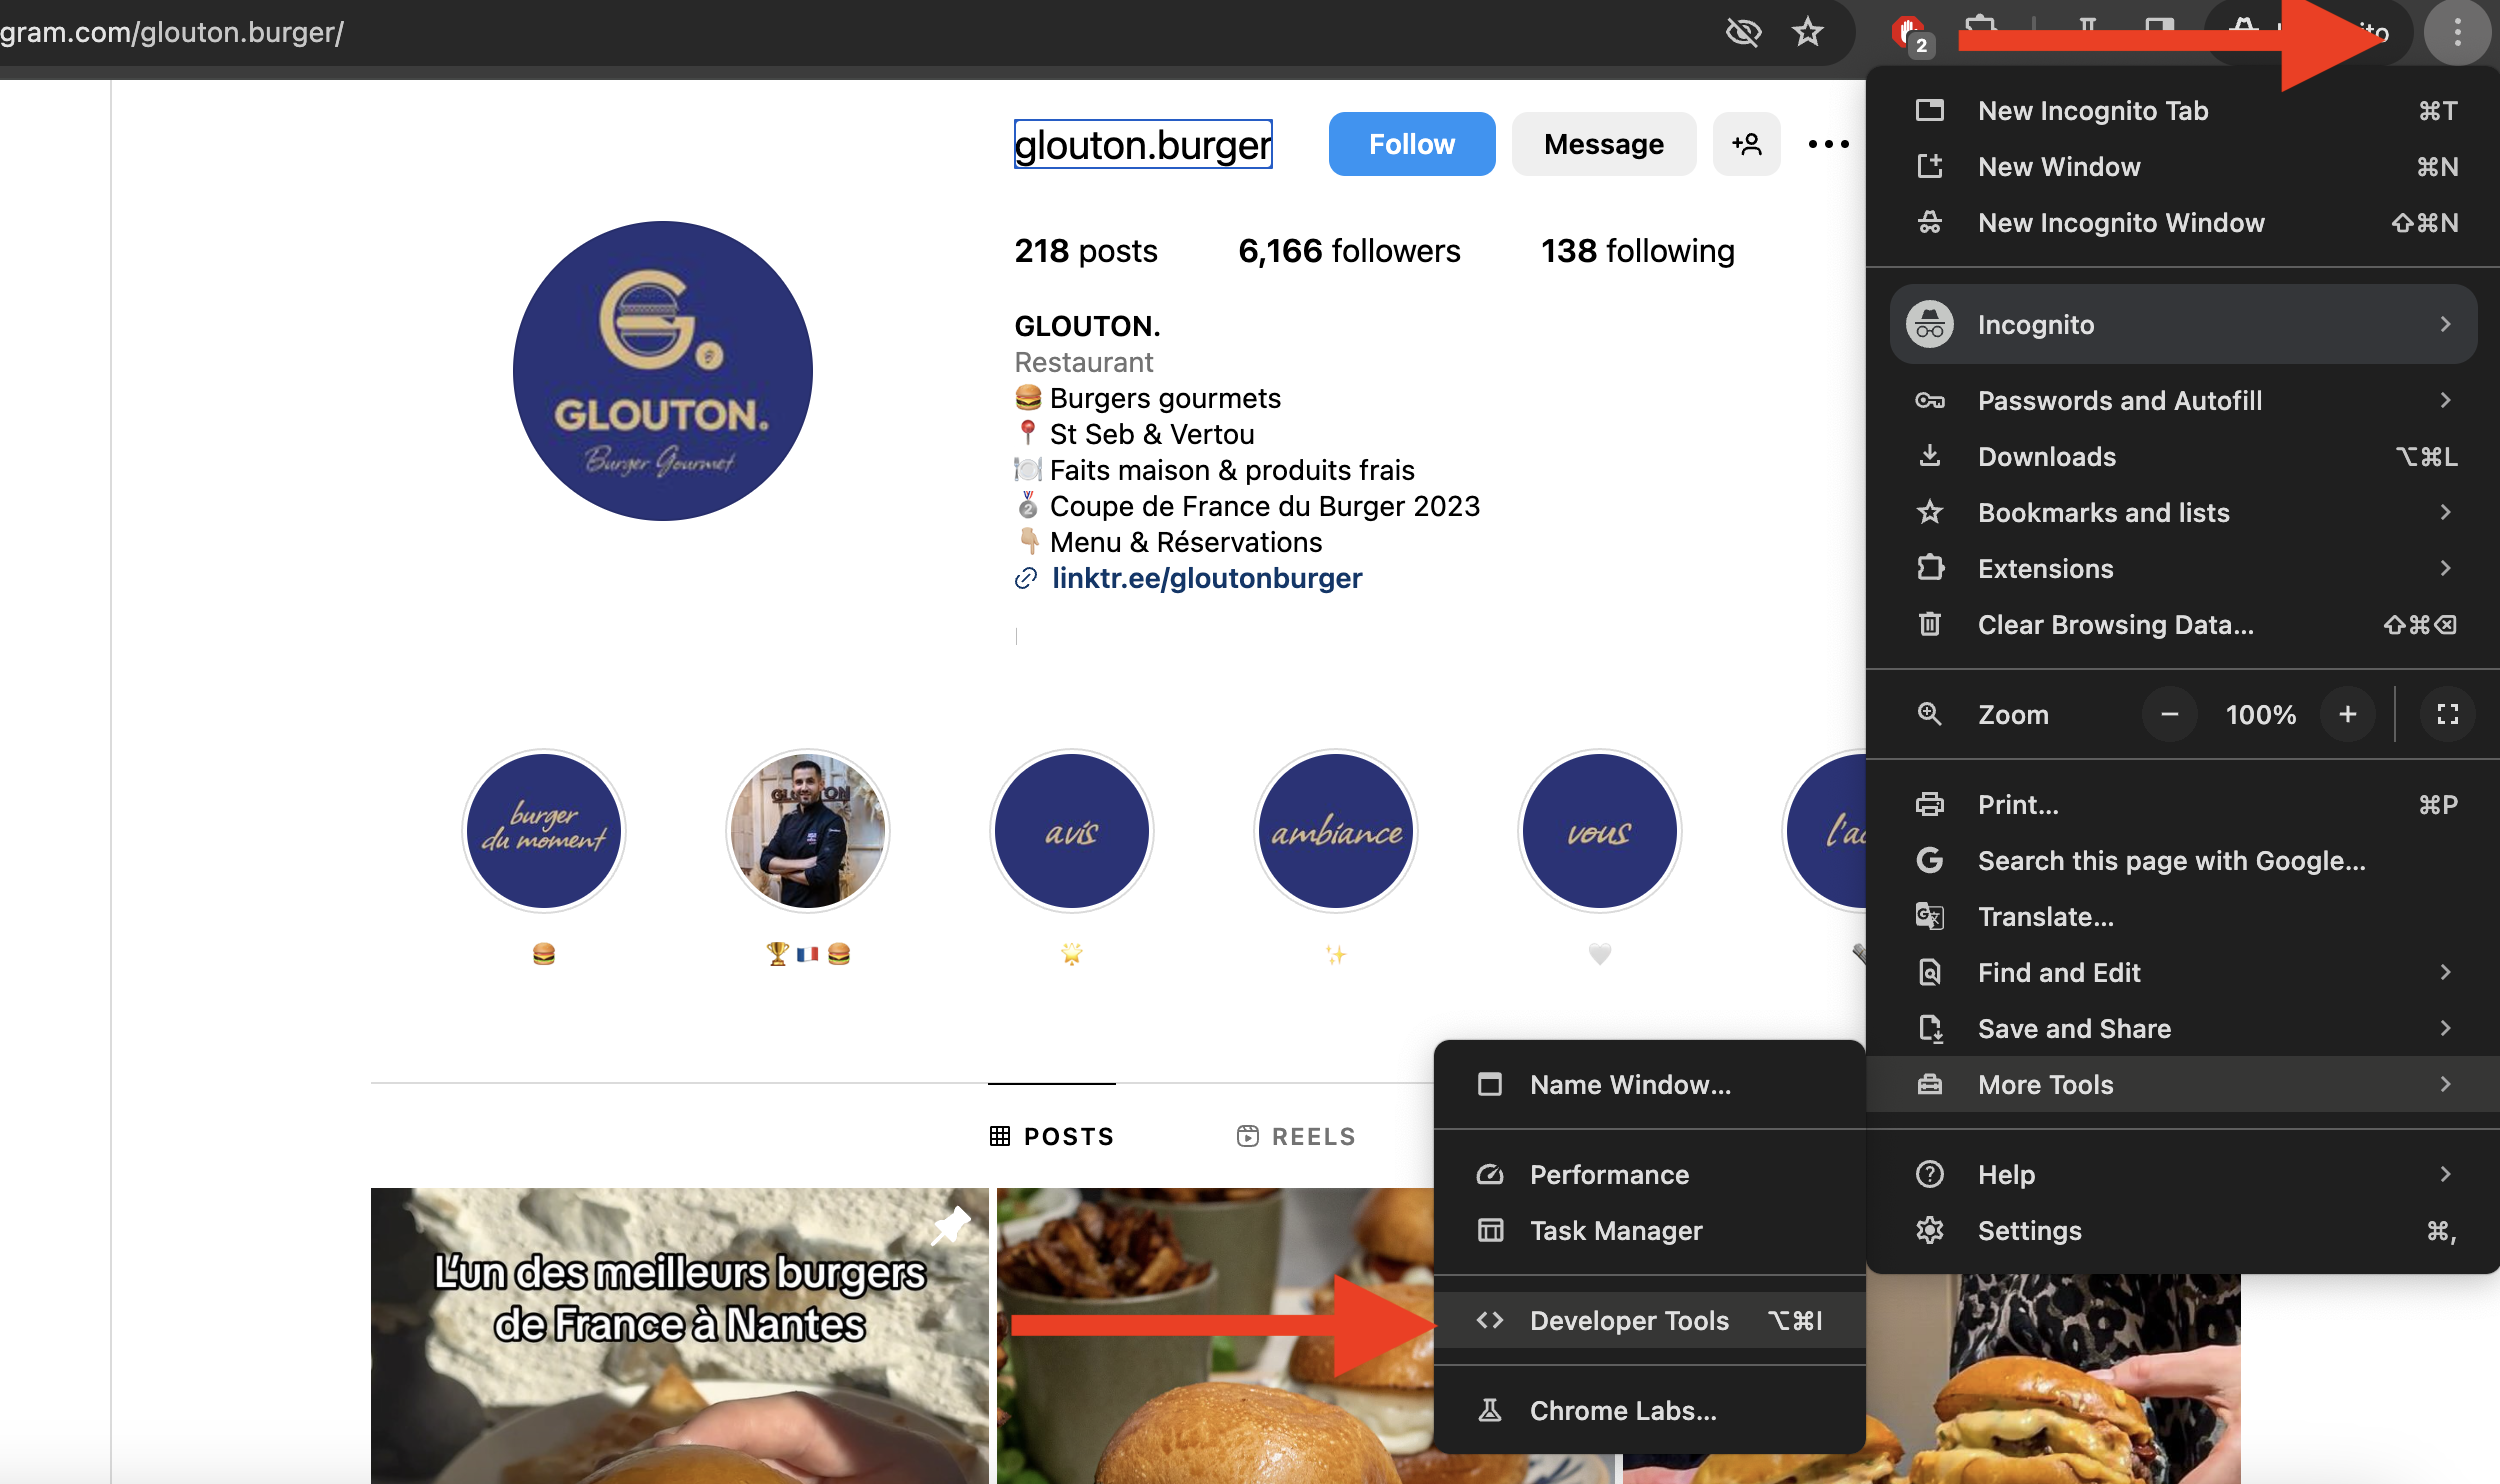 gram.com/glouton.burger/
2
glouton.burger
Follow
Message
218 posts
6,166 followers
138 following
GLOUTON.
Burger Gourmet
GLOUTON.
Restaurant
🍔 Burgers gourmets
📍 St Seb & Vertou
🍽️ Faits maison & produits frais
🥈 Coupe de France du Burger 2023
👇🏼 Menu & Réservations
linktr.ee/gloutonburger
burger
du moment
avis
ambiance
vous
🍔
🏆 🇫🇷 🍔
🌟
✨
🤍
POSTS
REELS
L'un des meilleurs burgers
de France à Nantes
New Incognito Tab ⌘T
New Window ⌘N
New Incognito Window ⇧⌘N
Incognito
Passwords and Autofill
Downloads ⌥⌘L
Bookmarks and lists
Extensions
Clear Browsing Data... ⇧⌘⌫
Zoom − 100% +
Print... ⌘P
Search this page with Google...
Translate...
Find and Edit
Save and Share
More Tools
Help
Settings ⌘,
Name Window...
Performance
Task Manager
Developer Tools ⌥⌘I
Chrome Labs...